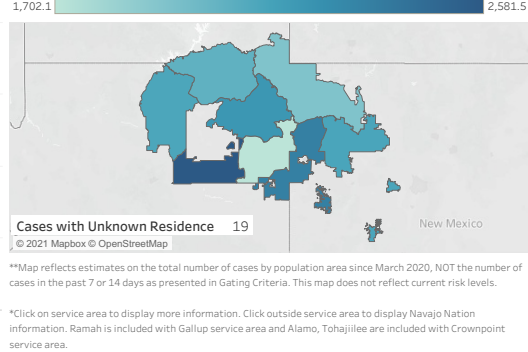 1,702.1 2,581.5
New Mexico
Cases with Unknown Residence 19
© 2021 Mapbox © OpenStreetMap
**Map reflects estimates on the total number of cases by population area since March 2020, NOT the number of
cases in the past 7 or 14 days as presented in Gating Criteria. This map does not reflect current risk levels.
*Click on service area to display more information. Click outside service area to display Navajo Nation
information. Ramah is included with Gallup service area and Alamo, Tohajiilee are included with Crownpoint
service area.